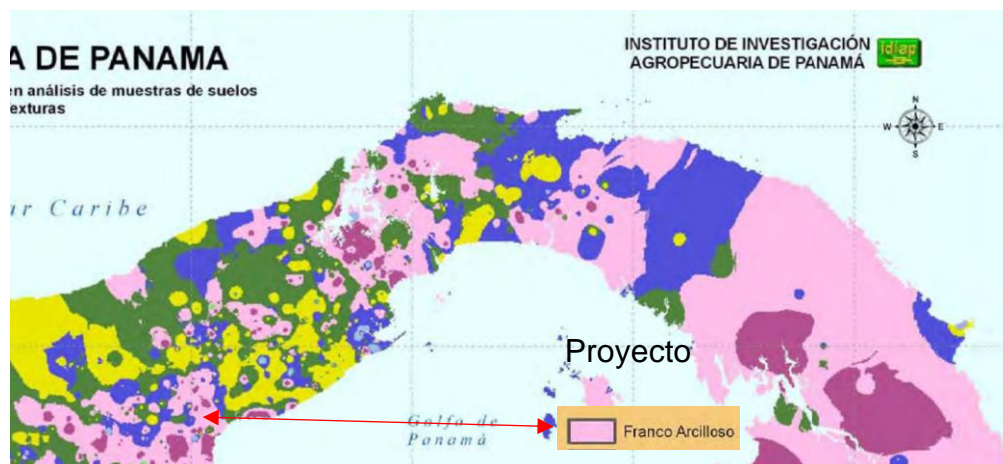 A DE PANAMA
en análisis de muestras de suelos
exturas
INSTITUTO DE INVESTIGACIÓN
AGROPECUARIA DE PANAMÁ
idiap
N
W
E
S
ar Caribe
Proyecto
Golfo de
Panamá
Franco Arcilloso